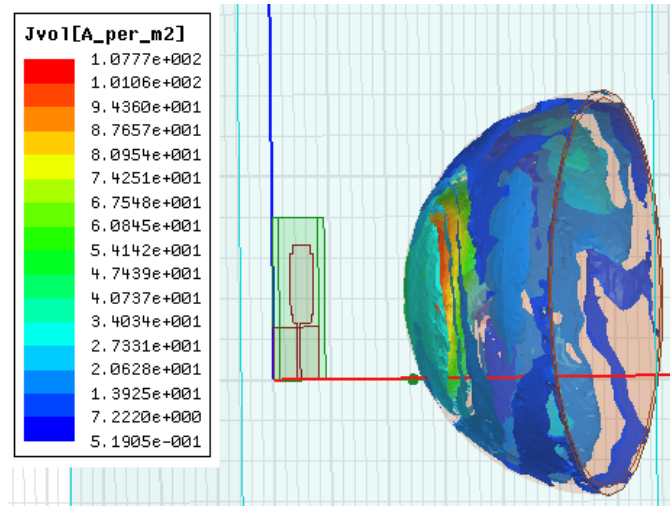 Jvol[A_per_m2]
1.0777e+002
1.0106e+002
9.4360e+001
8.7657e+001
8.0954e+001
7.4251e+001
6.7548e+001
6.0845e+001
5.4142e+001
4.7439e+001
4.0737e+001
3.4034e+001
2.7331e+001
2.0628e+001
1.3925e+001
7.2220e+000
5.1905e-001